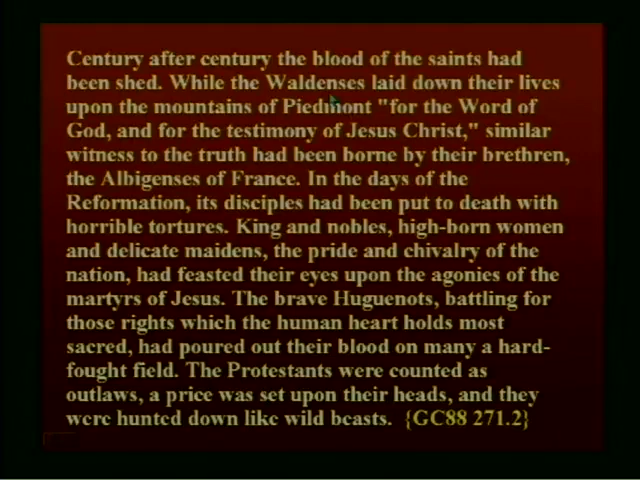 Century after century the blood of the saints had
been shed. While the Waldenses laid down their lives
upon the mountains of Piedmont "for the Word of
God, and for the testimony of Jesus Christ," similar
witness to the truth had been borne by their brethren,
the Albigenses of France. In the days of the
Reformation, its disciples had been put to death with
horrible tortures. King and nobles, high-born women
and delicate maidens, the pride and chivalry of the
nation, had feasted their eyes upon the agonies of the
martyrs of Jesus. The brave Huguenots, battling for
those rights which the human heart holds most
sacred, had poured out their blood on many a hard-
fought field. The Protestants were counted as
outlaws, a price was set upon their heads, and they
were hunted down like wild beasts. {GC88 271.2}